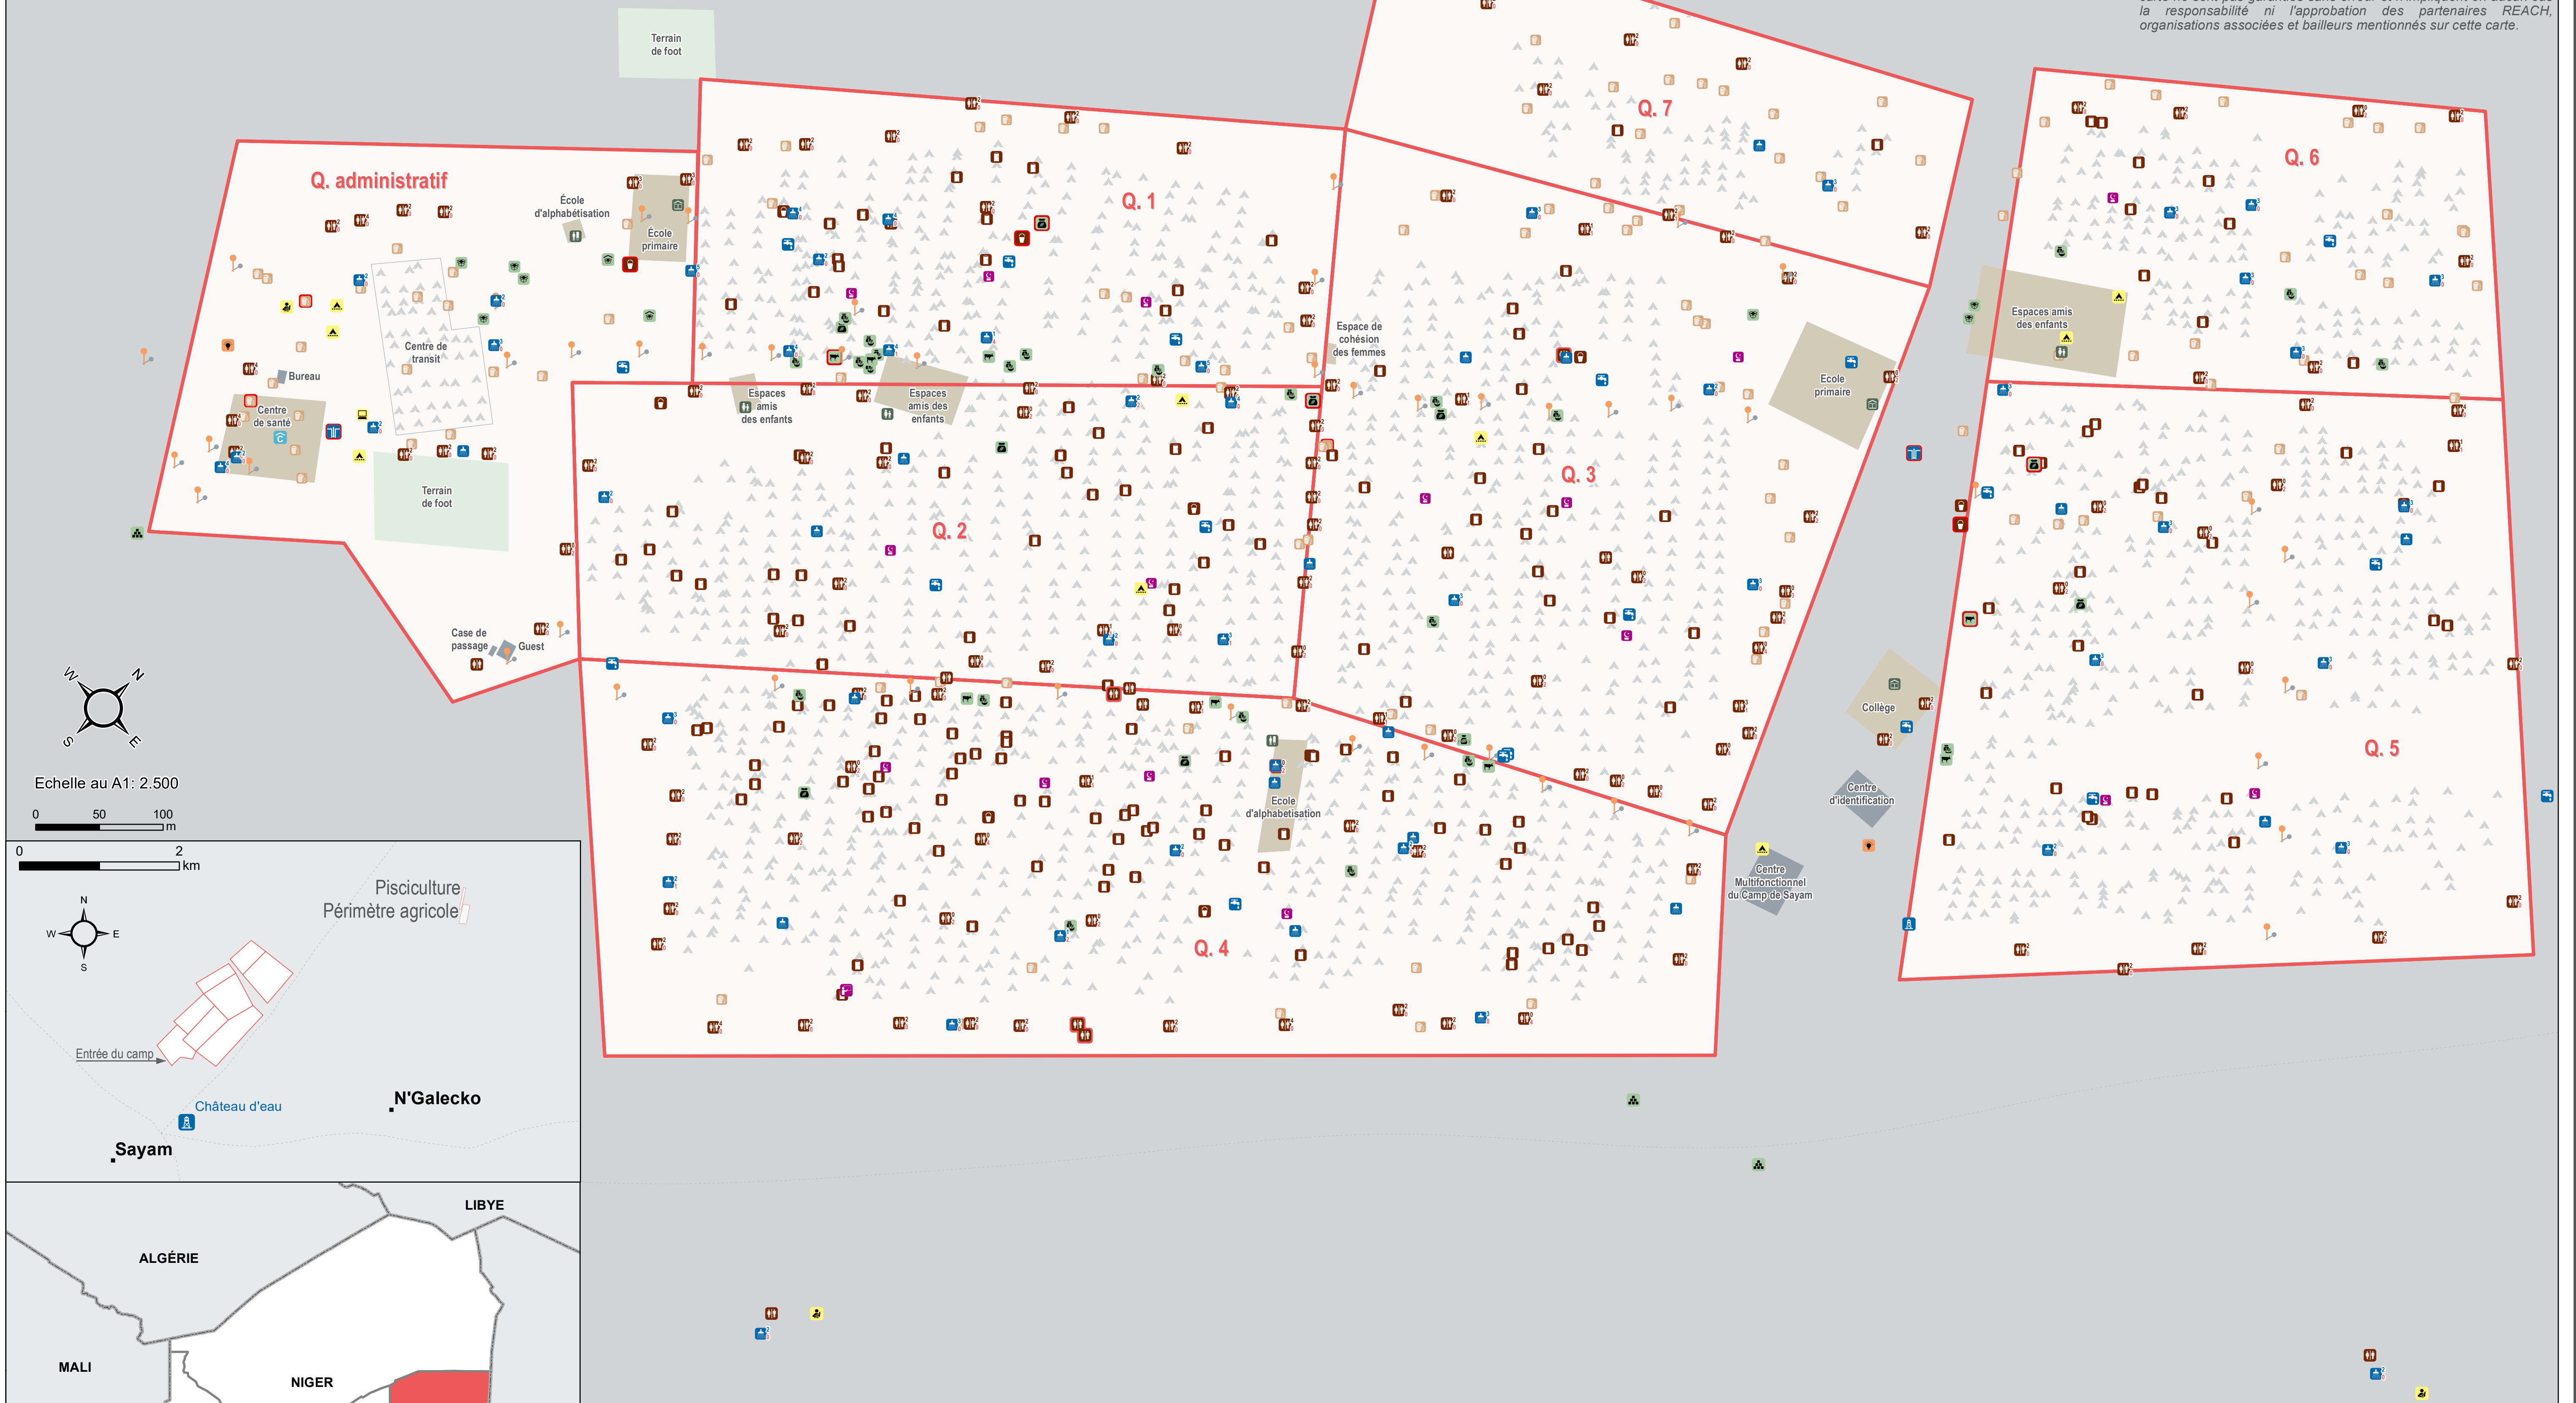 la responsabilité ni l'approbation des partenaires REACH,
organisations associées et bailleurs mentionnés sur cette carte.
Terrain
de foot
Q. 7
Q. 6
Q. administratif
École
d'alphabétisation
École
primaire
Q. 1
Espaces amis
des enfants
Espace de
cohésion
des femmes
Centre de
transit
Bureau
Centre
de santé
Espaces
amis
des enfants
Espaces
amis des
enfants
Ecole
primaire
Q. 3
Terrain
de foot
Q. 2
Case de
passage
Guest
Collège
Q. 5
W
N
S
E
Echelle au A1: 2.500
0 50 100
m
Ecole
d'alphabetisation
Centre
d'identification
Centre
Multifonctionnel
du Camp de Sayam
Q. 4
0 2
km
Pisciculture
Périmètre agricole
N
W E
S
Entrée du camp
N'Galecko
Château d'eau
Sayam
LIBYE
ALGÉRIE
MALI
NIGER